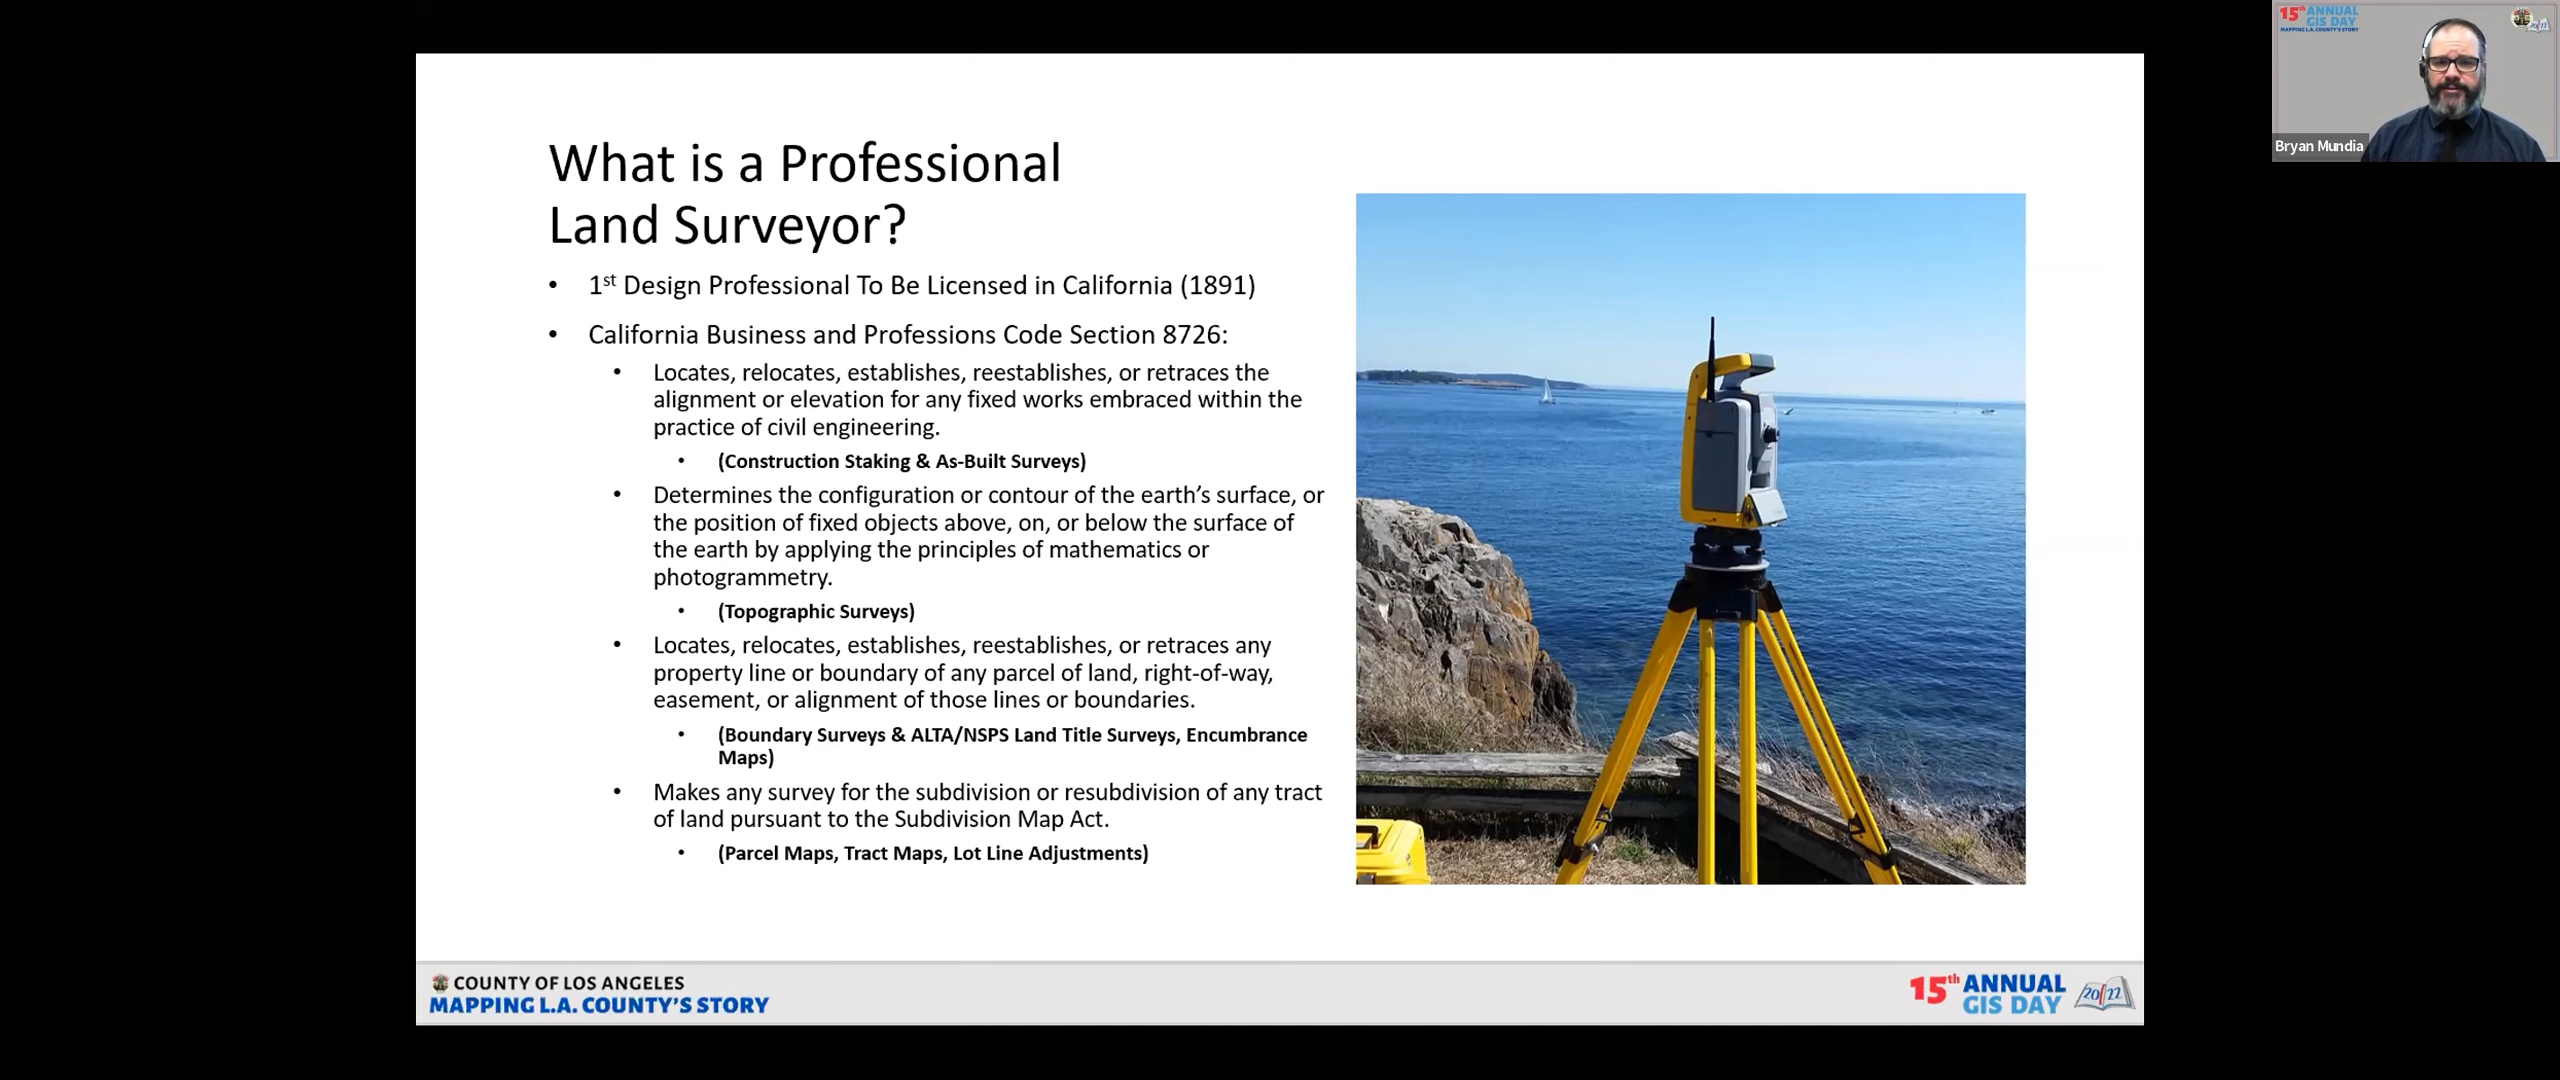 What is a Professional
Land Surveyor?
• 1st Design Professional To Be Licensed in California (1891)
• California Business and Professions Code Section 8726:
• Locates, relocates, establishes, reestablishes, or retraces the
alignment or elevation for any fixed works embraced within the
practice of civil engineering.
• (Construction Staking & As-Built Surveys)
• Determines the configuration or contour of the earth’s surface, or
the position of fixed objects above, on, or below the surface of
the earth by applying the principles of mathematics or
photogrammetry.
• (Topographic Surveys)
• Locates, relocates, establishes, reestablishes, or retraces any
property line or boundary of any parcel of land, right-of-way,
easement, or alignment of those lines or boundaries.
• (Boundary Surveys & ALTA/NSPS Land Title Surveys, Encumbrance
Maps)
• Makes any survey for the subdivision or resubdivision of any tract
of land pursuant to the Subdivision Map Act.
• (Parcel Maps, Tract Maps, Lot Line Adjustments)
COUNTY OF LOS ANGELES
MAPPING L.A. COUNTY’S STORY
15th ANNUAL
GIS DAY
20/22
15th ANNUAL
GIS DAY
MAPPING L.A. COUNTY'S STORY
Bryan Mundia